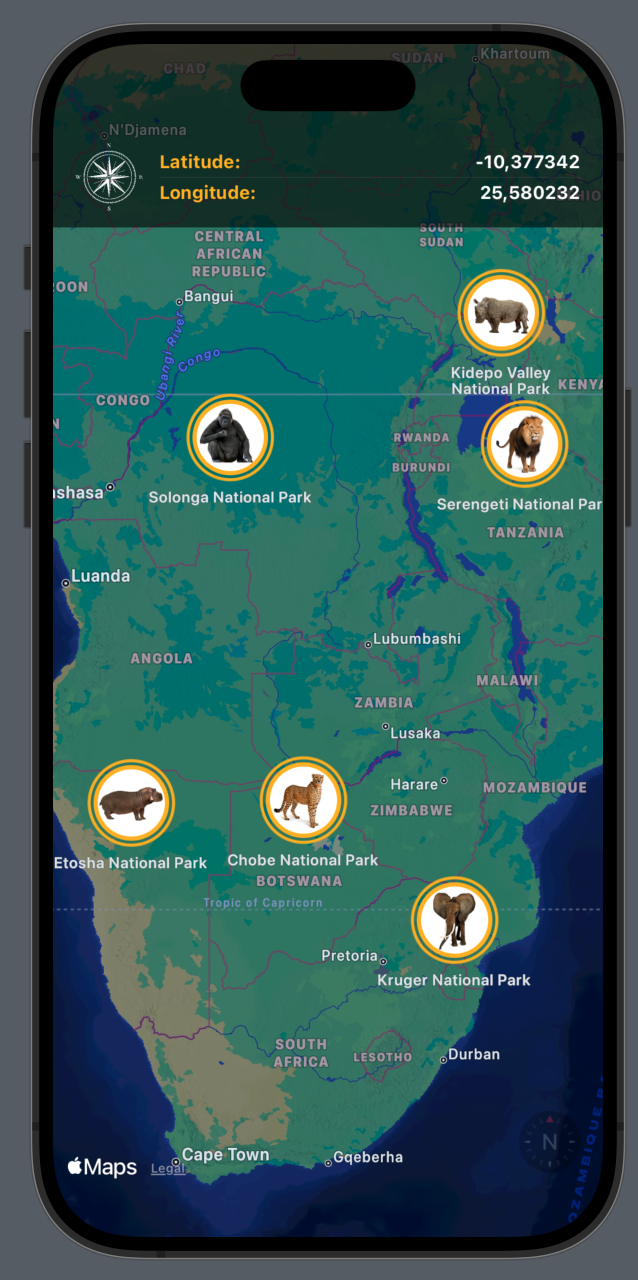 CHAD
SUDAN
Khartoum
N'Djamena
N
W
E
S
Latitude:
-10,377342
Longitude:
25,580232
SOUTH
SUDAN
CENTRAL
AFRICAN
REPUBLIC
OON
Bangui
Ubangi River
Congo
Kidepo Valley
National Park
KENYA
CONGO
N
RWANDA
BURUNDI
nshasa
Solonga National Park
Serengeti National Par
TANZANIA
Luanda
Lubumbashi
ANGOLA
MALAWI
ZAMBIA
Lusaka
Harare
MOZAMBIQUE
ZIMBABWE
Etosha National Park
Chobe National Park
BOTSWANA
Tropic of Capricorn
Pretoria
Kruger National Park
SOUTH
AFRICA
LESOTHO
Durban
N
Cape Town
Gqeberha
Maps
Legal